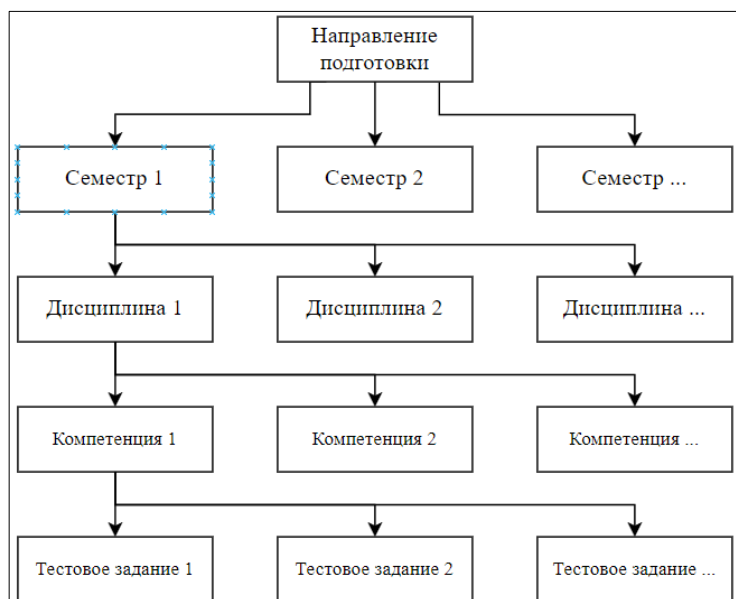 Направление
подготовки
Семестр 1
Семестр 2
Семестр ...
Дисциплина 1
Дисциплина 2
Дисциплина ...
Компетенция 1
Компетенция 2
Компетенция ...
Тестовое задание 1
Тестовое задание 2
Тестовое задание ...